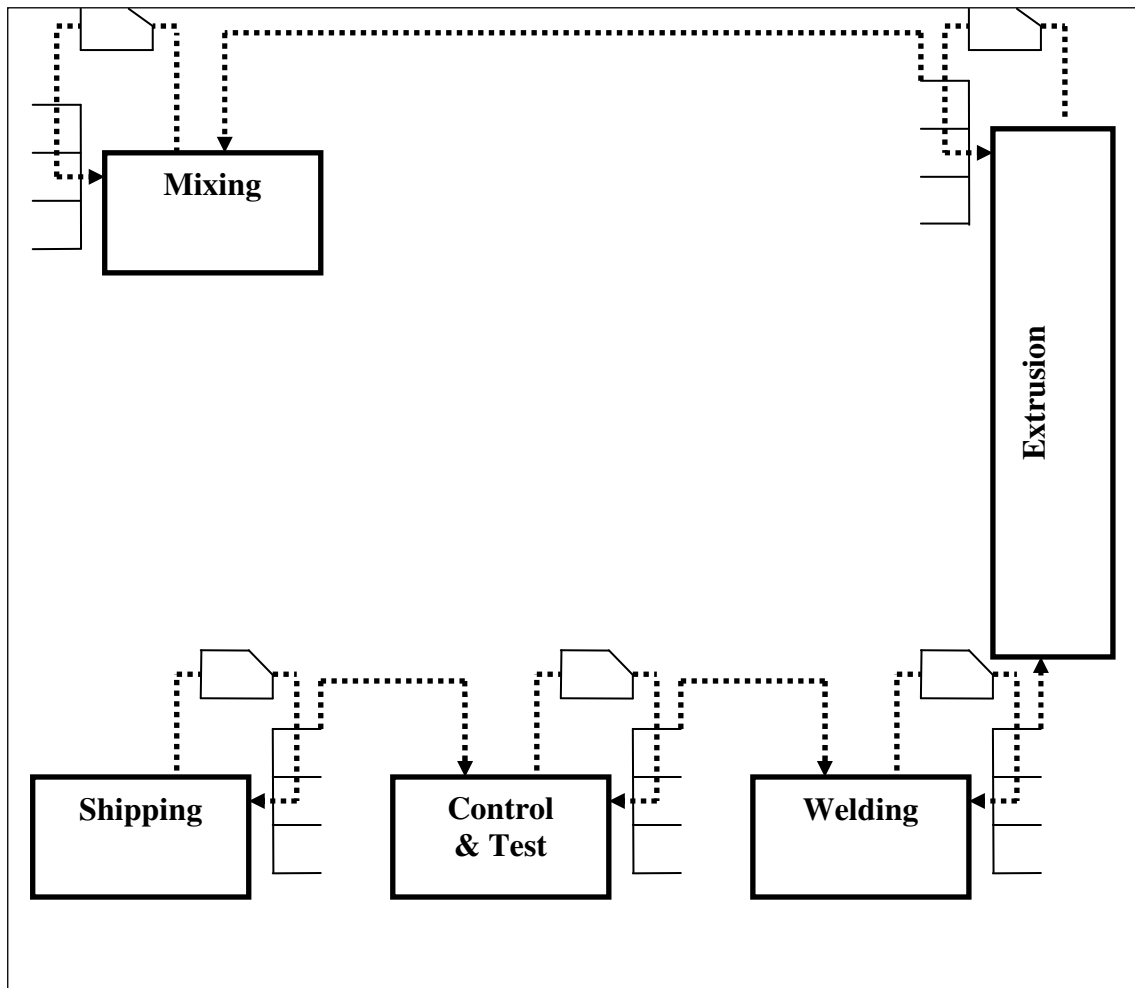 Mixing
Extrusion
Shipping
Control
& Test
Welding